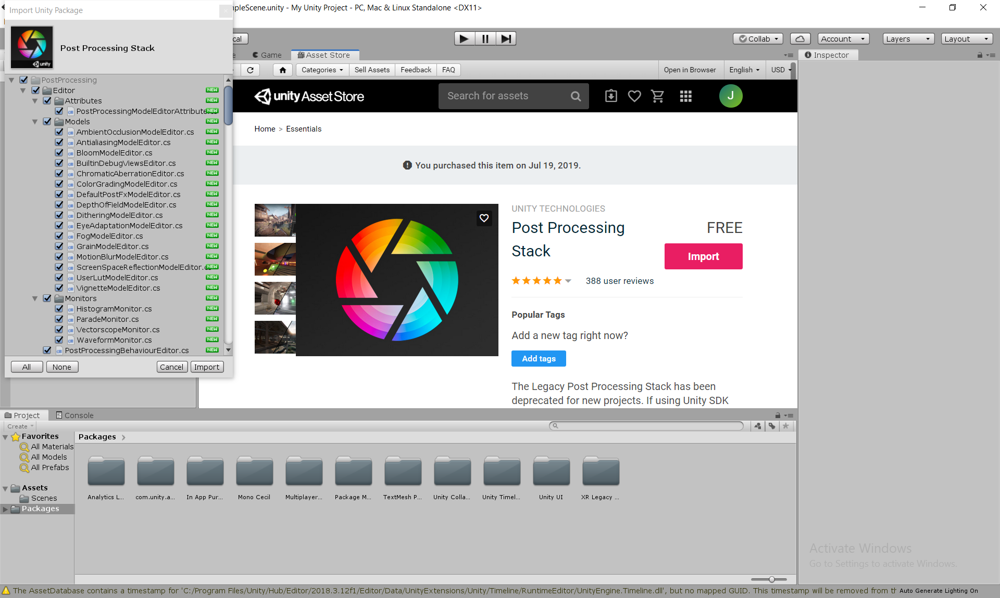 Import Unity Package
mpleScene.unity - My Unity Project - PC, Mac & Linux Standalone <DX11>
Post Processing Stack
unity
cal
Collab
Account
Layers
Layout
Game
Asset Store
Inspector
Categories
Sell Assets
Feedback
FAQ
Open in Browser
English
USD
PostProcessing
Editor NEW
Attributes NEW
PostProcessingModelEditorAttribute.cs NEW
Models NEW
AmbientOcclusionModelEditor.cs NEW
AntialiasingModelEditor.cs NEW
BloomModelEditor.cs NEW
BuiltinDebugViewsEditor.cs NEW
ChromaticAberrationEditor.cs NEW
ColorGradingModelEditor.cs NEW
DefaultPostFxModelEditor.cs NEW
DepthOfFieldModelEditor.cs NEW
DitheringModelEditor.cs NEW
EyeAdaptationModelEditor.cs NEW
FogModelEditor.cs NEW
GrainModelEditor.cs NEW
MotionBlurModelEditor.cs NEW
ScreenSpaceReflectionModelEditor.c NEW
UserLutModelEditor.cs NEW
VignetteModelEditor.cs NEW
Monitors NEW
HistogramMonitor.cs NEW
ParadeMonitor.cs NEW
VectorscopeMonitor.cs NEW
WaveformMonitor.cs NEW
PostProcessingBehaviourEditor.cs NEW
All
None
Cancel
Import
unity Asset Store
Search for assets
J
Home > Essentials
You purchased this item on Jul 19, 2019.
UNITY TECHNOLOGIES
Post Processing
Stack
FREE
Import
388 user reviews
Popular Tags
Add a new tag right now?
Add tags
The Legacy Post Processing Stack has been
deprecated for new projects. If using Unity SDK
Project
Console
Create
Favorites
All Materials
All Models
All Prefabs
Assets
Scenes
Packages
Packages
Analytics L...
com.unity.a...
In App Pur...
Mono Cecil
Multiplayer...
Package M...
TextMesh P...
Unity Colla...
Unity Timel...
Unity UI
XR Legacy ...
Activate Windows
Go to Settings to activate Windows.
The AssetDatabase contains a timestamp for 'C:/Program Files/Unity/Hub/Editor/2018.3.12f1/Editor/Data/UnityExtensions/Unity/Timeline/RuntimeEditor/UnityEngine.Timeline.dll', but no mapped GUID. This timestamp will be removed from th
Auto Generate Lighting On